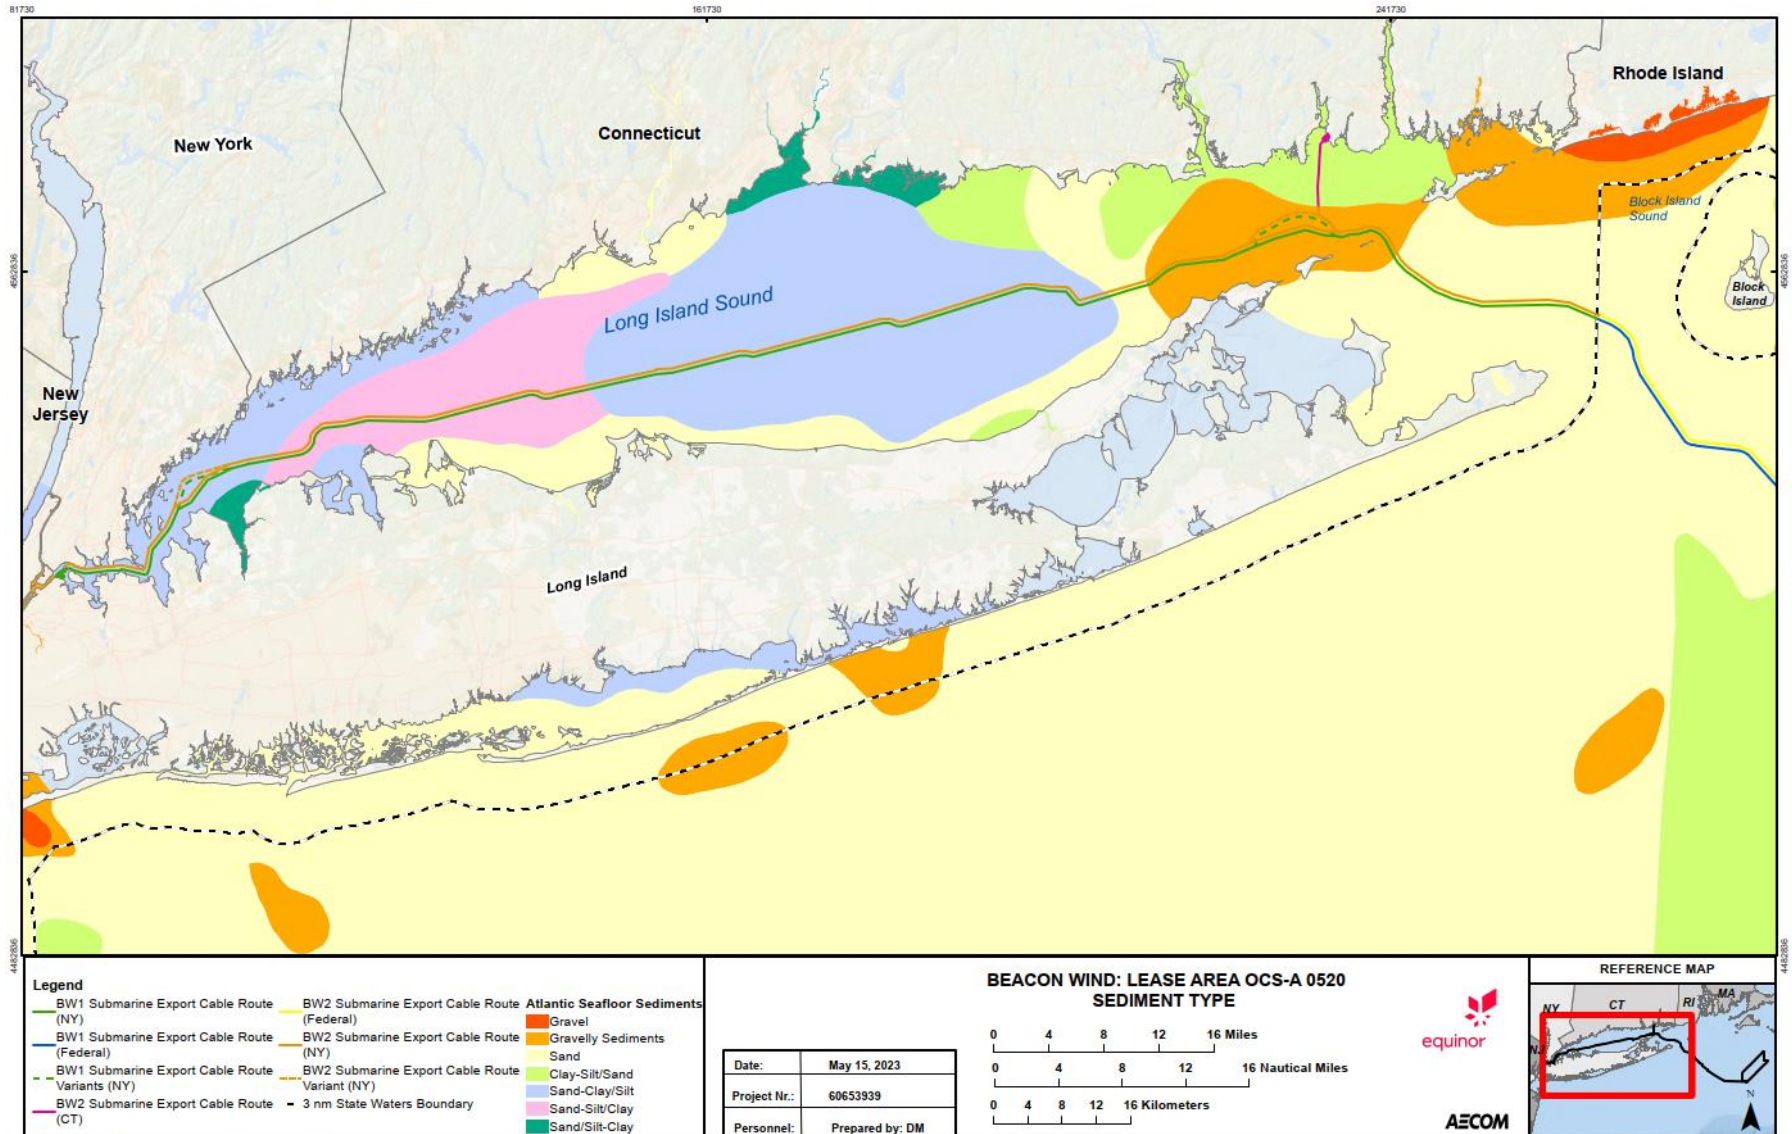 81730
161730
241730
4562836
4562836
4482836
4482836
Rhode Island
Connecticut
New York
Block Island
Sound
Block
Island
Long Island Sound
New
Jersey
Long Island
Legend
BW1 Submarine Export Cable Route
(NY)
BW1 Submarine Export Cable Route
(Federal)
BW1 Submarine Export Cable Route
Variants (NY)
BW2 Submarine Export Cable Route
(CT)
BW2 Submarine Export Cable Route
(Federal)
BW2 Submarine Export Cable Route
(NY)
BW2 Submarine Export Cable Route
Variant (NY)
3 nm State Waters Boundary
Atlantic Seafloor Sediments
Gravel
Gravelly Sediments
Sand
Clay-Silt/Sand
Sand-Clay/Silt
Sand-Silt/Clay
Sand/Silt-Clay
Date: May 15, 2023
Project Nr.: 60653939
Personnel: Prepared by: DM
BEACON WIND: LEASE AREA OCS-A 0520
SEDIMENT TYPE
0 4 8 12 16 Miles
0 4 8 12 16 Nautical Miles
0 4 8 12 16 Kilometers
equinor
AECOM
REFERENCE MAP
NY
CT
RI
MA
NJ
N